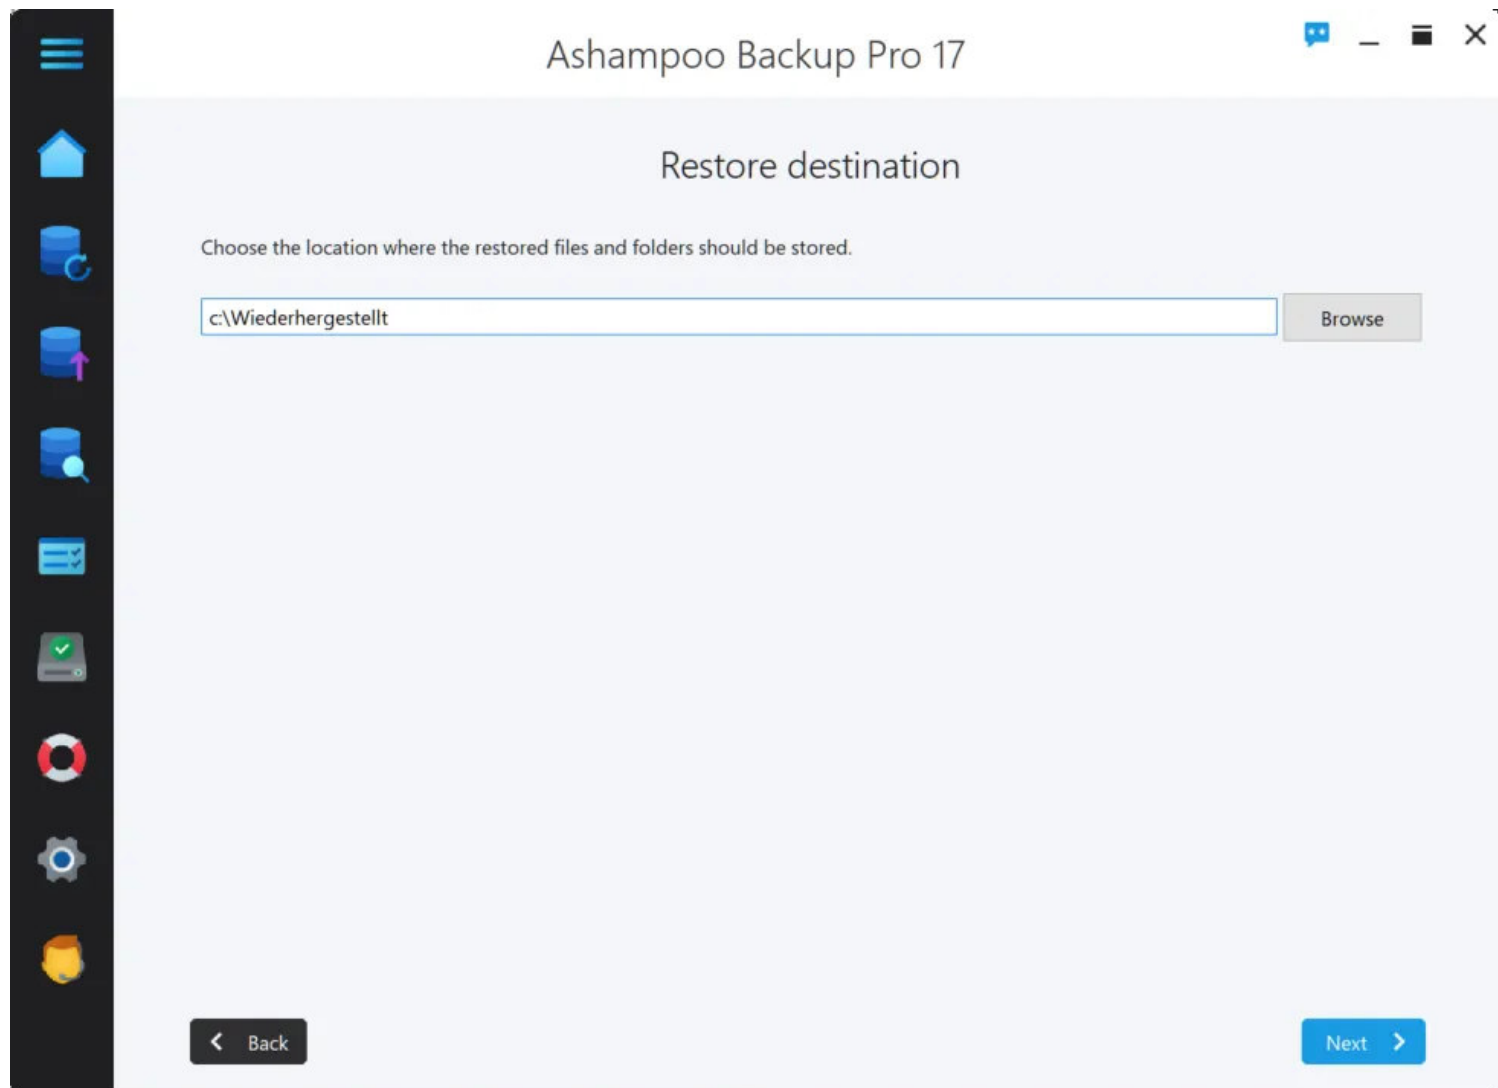 Ashampoo Backup Pro 17
Restore destination
Choose the location where the restored files and folders should be stored.
c:\Wiederhergestellt
Browse
Back
Next